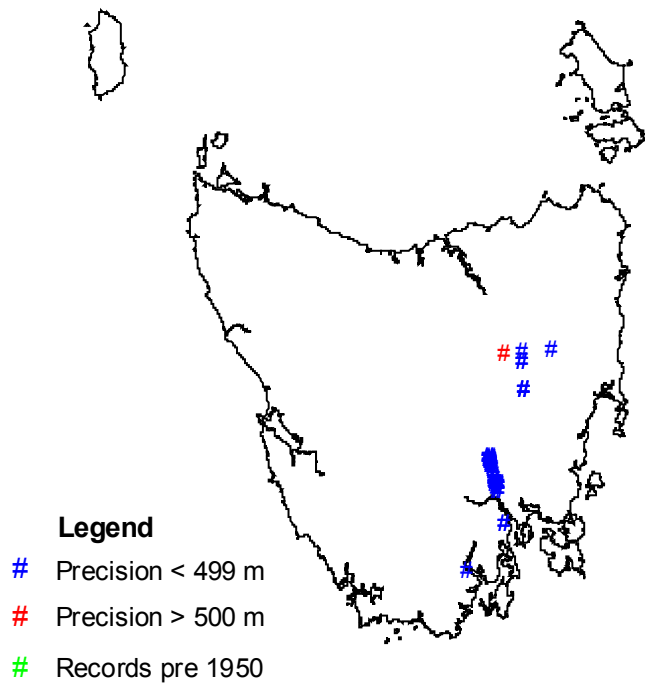 Legend
# Precision < 499 m
# Precision > 500 m
# Records pre 1950